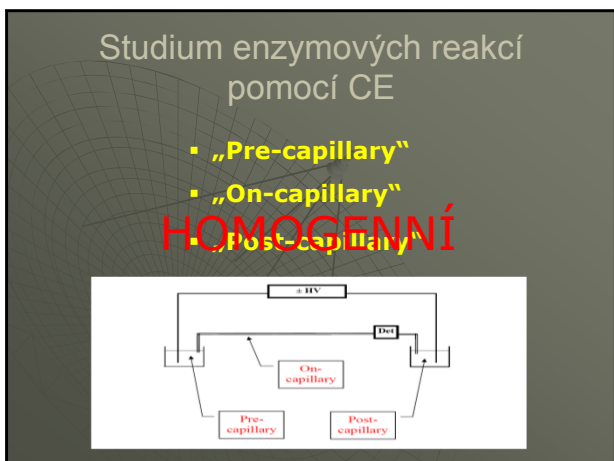 Studium enzymových reakcí
pomocí CE
▪ „Pre-capillary“
▪ „On-capillary“
HOMOGENNÍ
▪ „Post-capillary“
± HV
Det
On-
capillary
Pre-
capillary
Post-
capillary